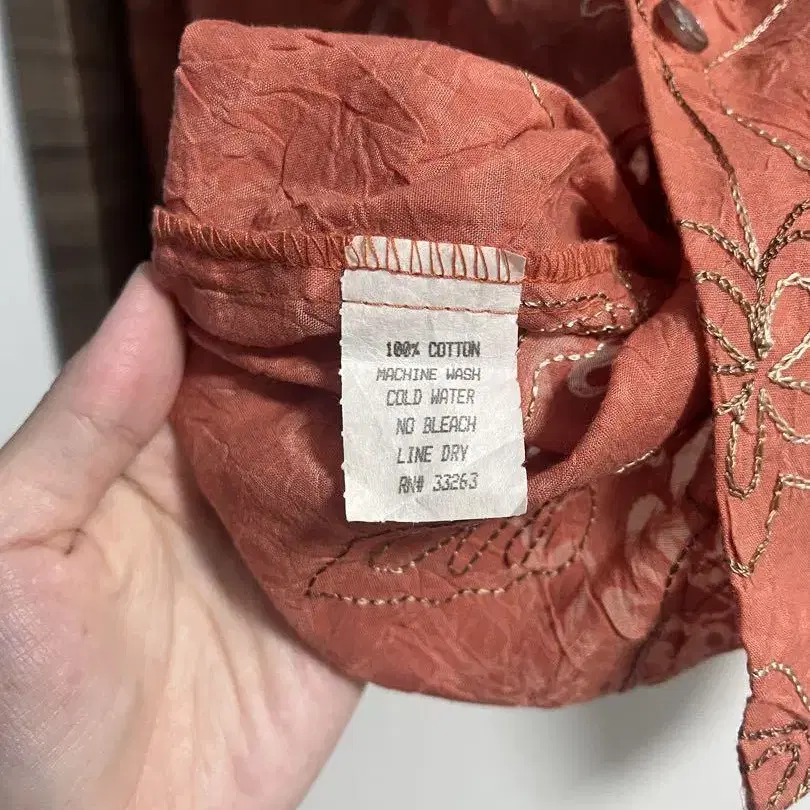 100% COTTON
MACHINE WASH
COLD WATER
NO BLEACH
LINE DRY
RN# 33263